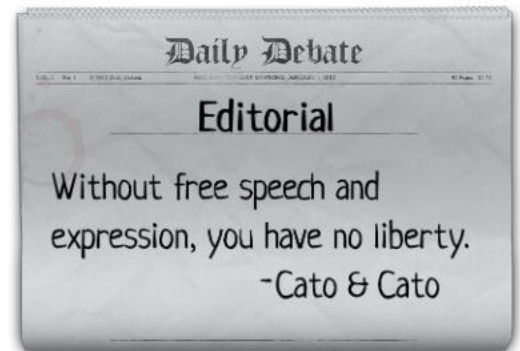 Daily Debate
Editorial
Without free speech and
expression, you have no liberty.
-Cato & Cato